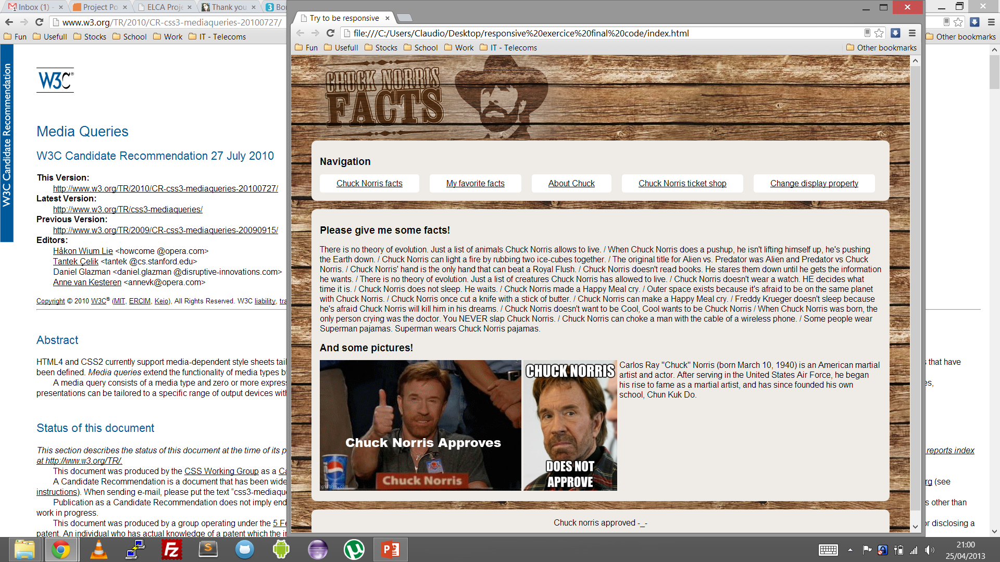 Inbox (1) -
Project Po
ELCA Proje
Thank you
Bo
www.w3.org/TR/2010/CR-css3-mediaqueries-20100727/
Fun
Usefull
Stocks
School
Work
IT - Telecoms
Other bookmarks
W3C Candidate Recommendation
W3C®
Media Queries
W3C Candidate Recommendation 27 July 2010
This Version:
http://www.w3.org/TR/2010/CR-css3-mediaqueries-20100727/
Latest Version:
http://www.w3.org/TR/css3-mediaqueries/
Previous Version:
http://www.w3.org/TR/2009/CR-css3-mediaqueries-20090915/
Editors:
Håkon Wium Lie <howcome @opera.com>
Tantek Çelik <tantek @cs.stanford.edu>
Daniel Glazman <daniel.glazman @disruptive-innovations.com>
Anne van Kesteren <annevk@opera.com>
Copyright © 2010 W3C® (MIT, ERCIM, Keio), All Rights Reserved. W3C liability, tra
Abstract
HTML4 and CSS2 currently support media-dependent style sheets tail
s that have
been defined. Media queries extend the functionality of media types b
A media query consists of a media type and zero or more expres
es,
presentations can be tailored to a specific range of output devices with
Status of this document
This section describes the status of this document at the time of its p
reports index
at http://www.w3.org/TR/.
This document was produced by the CSS Working Group as a Ca
A Candidate Recommendation is a document that has been wide
rg (see
instructions). When sending e-mail, please put the text “css3-mediaqu
Publication as a Candidate Recommendation does not imply end
s other than
work in progress.
This document was produced by a group operating under the 5 Fe
or disclosing a
patent. An individual who has actual knowledge of a patent which the in
Try to be responsive
file:///C:/Users/Claudio/Desktop/responsive%20exercice%20final%20code/index.html
Fun
Usefull
Stocks
School
Work
IT - Telecoms
Other bookmarks
CHUCK NORRIS
FACTS
Navigation
Chuck Norris facts
My favorite facts
About Chuck
Chuck Norris ticket shop
Change display property
Please give me some facts!
There is no theory of evolution. Just a list of animals Chuck Norris allows to live. / When Chuck Norris does a pushup, he isn't lifting himself up, he's pushing
the Earth down. / Chuck Norris can light a fire by rubbing two ice-cubes together. / The original title for Alien vs. Predator was Alien and Predator vs Chuck
Norris. / Chuck Norris' hand is the only hand that can beat a Royal Flush. / Chuck Norris doesn't read books. He stares them down until he gets the information
he wants. / There is no theory of evolution. Just a list of creatures Chuck Norris has allowed to live. / Chuck Norris doesn't wear a watch. HE decides what
time it is. / Chuck Norris does not sleep. He waits. / Chuck Norris made a Happy Meal cry. / Outer space exists because it's afraid to be on the same planet
with Chuck Norris. / Chuck Norris once cut a knife with a stick of butter. / Chuck Norris can make a Happy Meal cry. / Freddy Krueger doesn't sleep because
he's afraid Chuck Norris will kill him in his dreams. / Chuck Norris doesn't want to be Cool, Cool wants to be Chuck Norris / When Chuck Norris was born, the
only person crying was the doctor. You NEVER slap Chuck Norris. / Chuck Norris can choke a man with the cable of a wireless phone. / Some people wear
Superman pajamas. Superman wears Chuck Norris pajamas.
And some pictures!
Chuck Norris Approves
pepsi
Chuck Norris
gifbin.com
CHUCK NORRIS
DOES NOT
APPROVE
Carlos Ray "Chuck" Norris (born March 10, 1940) is an American martial
artist and actor. After serving in the United States Air Force, he began
his rise to fame as a martial artist, and has since founded his own
school, Chun Kuk Do.
Chuck norris approved -_-
21:00
25/04/2013